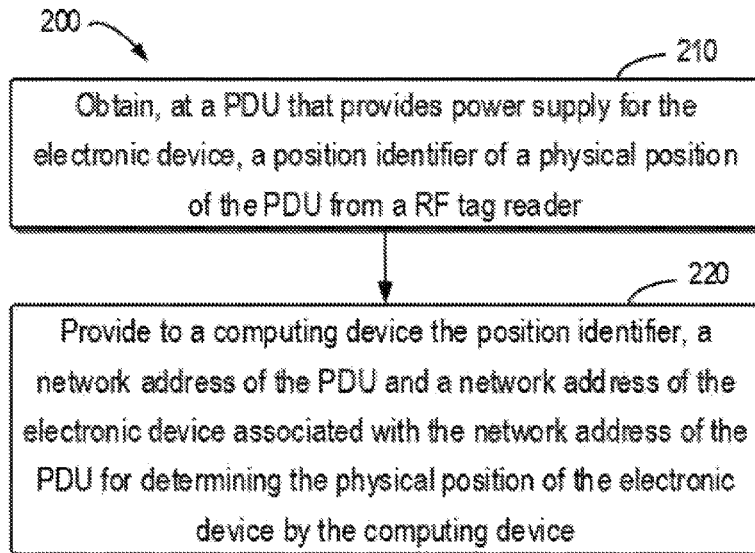 200
210
Obtain, at a PDU that provides power supply for the
electronic device, a position identifier of a physical position
of the PDU from a RF tag reader
220
Provide to a computing device the position identifier, a
network address of the PDU and a network address of the
electronic device associated with the network address of the
PDU for determining the physical position of the electronic
device by the computing device